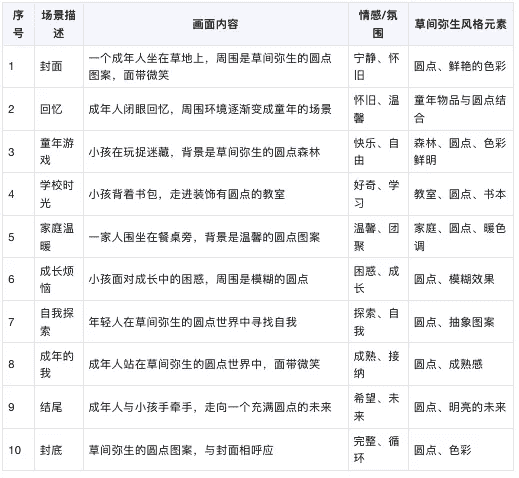 序号 场景描述 画面内容 情感/氛围 草间弥生风格元素
1 封面 一个成年人坐在草地上，周围是草间弥生的圆点图案，面带微笑 宁静、怀旧 圆点、鲜艳的色彩
2 回忆 成年人闭眼回忆，周围环境逐渐变成童年的场景 怀旧、温馨 童年物品与圆点结合
3 童年游戏 小孩在玩捉迷藏，背景是草间弥生的圆点森林 快乐、自由 森林、圆点、色彩鲜明
4 学校时光 小孩背着书包，走进装饰有圆点的教室 好奇、学习 教室、圆点、书本
5 家庭温暖 一家人围坐在餐桌旁，背景是温馨的圆点图案 温馨、团聚 家庭、圆点、暖色调
6 成长烦恼 小孩面对成长中的困惑，周围是模糊的圆点 困惑、成长 圆点、模糊效果
7 自我探索 年轻人在草间弥生的圆点世界中寻找自我 探索、自我 圆点、抽象图案
8 成年的我 成年人站在草间弥生的圆点世界中，面带微笑 成熟、接纳 圆点、成熟感
9 结尾 成年人与小孩手牵手，走向一个充满圆点的未来 希望、未来 圆点、明亮的未来
10 封底 草间弥生的圆点图案，与封面相呼应 完整、循环 圆点、色彩